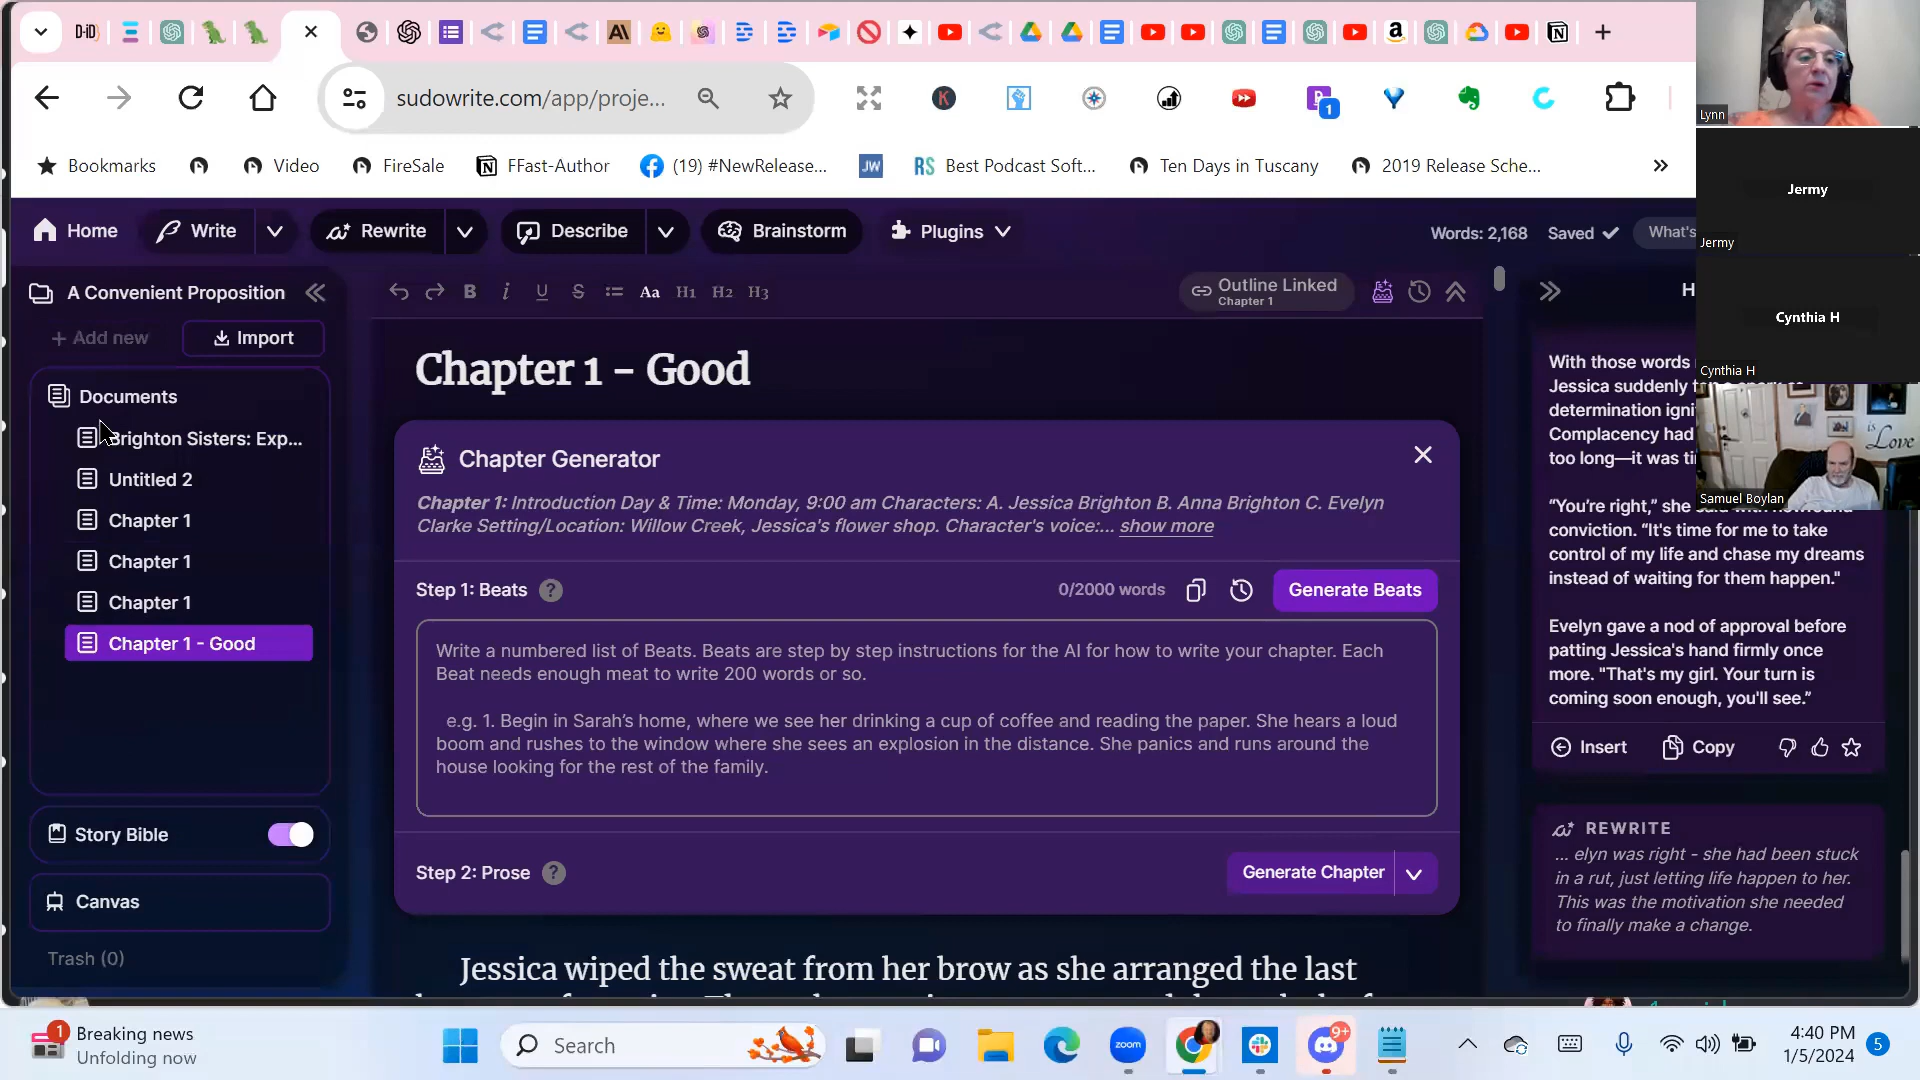 D-iD
sudowrite.com/app/proje...
K
1
Bookmarks
Video
FireSale
FFast-Author
(19) #NewRelease...
JW
RS Best Podcast Soft...
Ten Days in Tuscany
2019 Release Sche...
Home
Write
Rewrite
Describe
Brainstorm
Plugins
Words: 2,168
Saved
What's
A Convenient Proposition
+ Add new
Import
Documents
Brighton Sisters: Exp...
Untitled 2
Chapter 1
Chapter 1
Chapter 1
Chapter 1 - Good
Story Bible
Canvas
Trash (0)
B i U S Aa H1 H2 H3
Outline Linked
Chapter 1
Chapter 1 - Good
Chapter Generator
Chapter 1: Introduction Day & Time: Monday, 9:00 am Characters: A. Jessica Brighton B. Anna Brighton C. Evelyn
Clarke Setting/Location: Willow Creek, Jessica's flower shop. Character's voice:... show more
Step 1: Beats ?
0/2000 words
Generate Beats
Write a numbered list of Beats. Beats are step by step instructions for the AI for how to write your chapter. Each
Beat needs enough meat to write 200 words or so.
e.g. 1. Begin in Sarah's home, where we see her drinking a cup of coffee and reading the paper. She hears a loud
boom and rushes to the window where she sees an explosion in the distance. She panics and runs around the
house looking for the rest of the family.
Step 2: Prose ?
Generate Chapter
Jessica wiped the sweat from her brow as she arranged the last
H
With those words
Jessica suddenly
determination igni
Complacency had
too long—it was ti
"You're right," she
conviction. "It's time for me to take
control of my life and chase my dreams
instead of waiting for them happen."
Evelyn gave a nod of approval before
patting Jessica's hand firmly once
more. "That's my girl. Your turn is
coming soon enough, you'll see."
Insert
Copy
REWRITE
... elyn was right - she had been stuck
in a rut, just letting life happen to her.
This was the motivation she needed
to finally make a change.
Lynn
Jermy
Jermy
Cynthia H
Cynthia H
is
Love
Samuel Boylan
1
Breaking news
Unfolding now
Search
zoom
9+
4:40 PM
1/5/2024
5